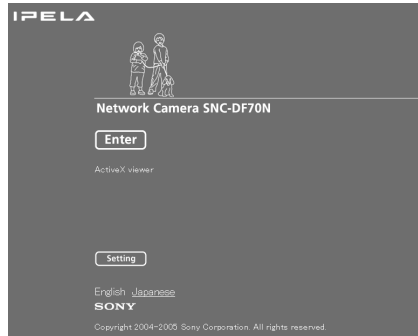 IPELA
Network Camera SNC-DF70N
Enter
ActiveX viewer
Setting
English Japanese
SONY
Copyright 2004-2005 Sony Corporation. All rights reserved.